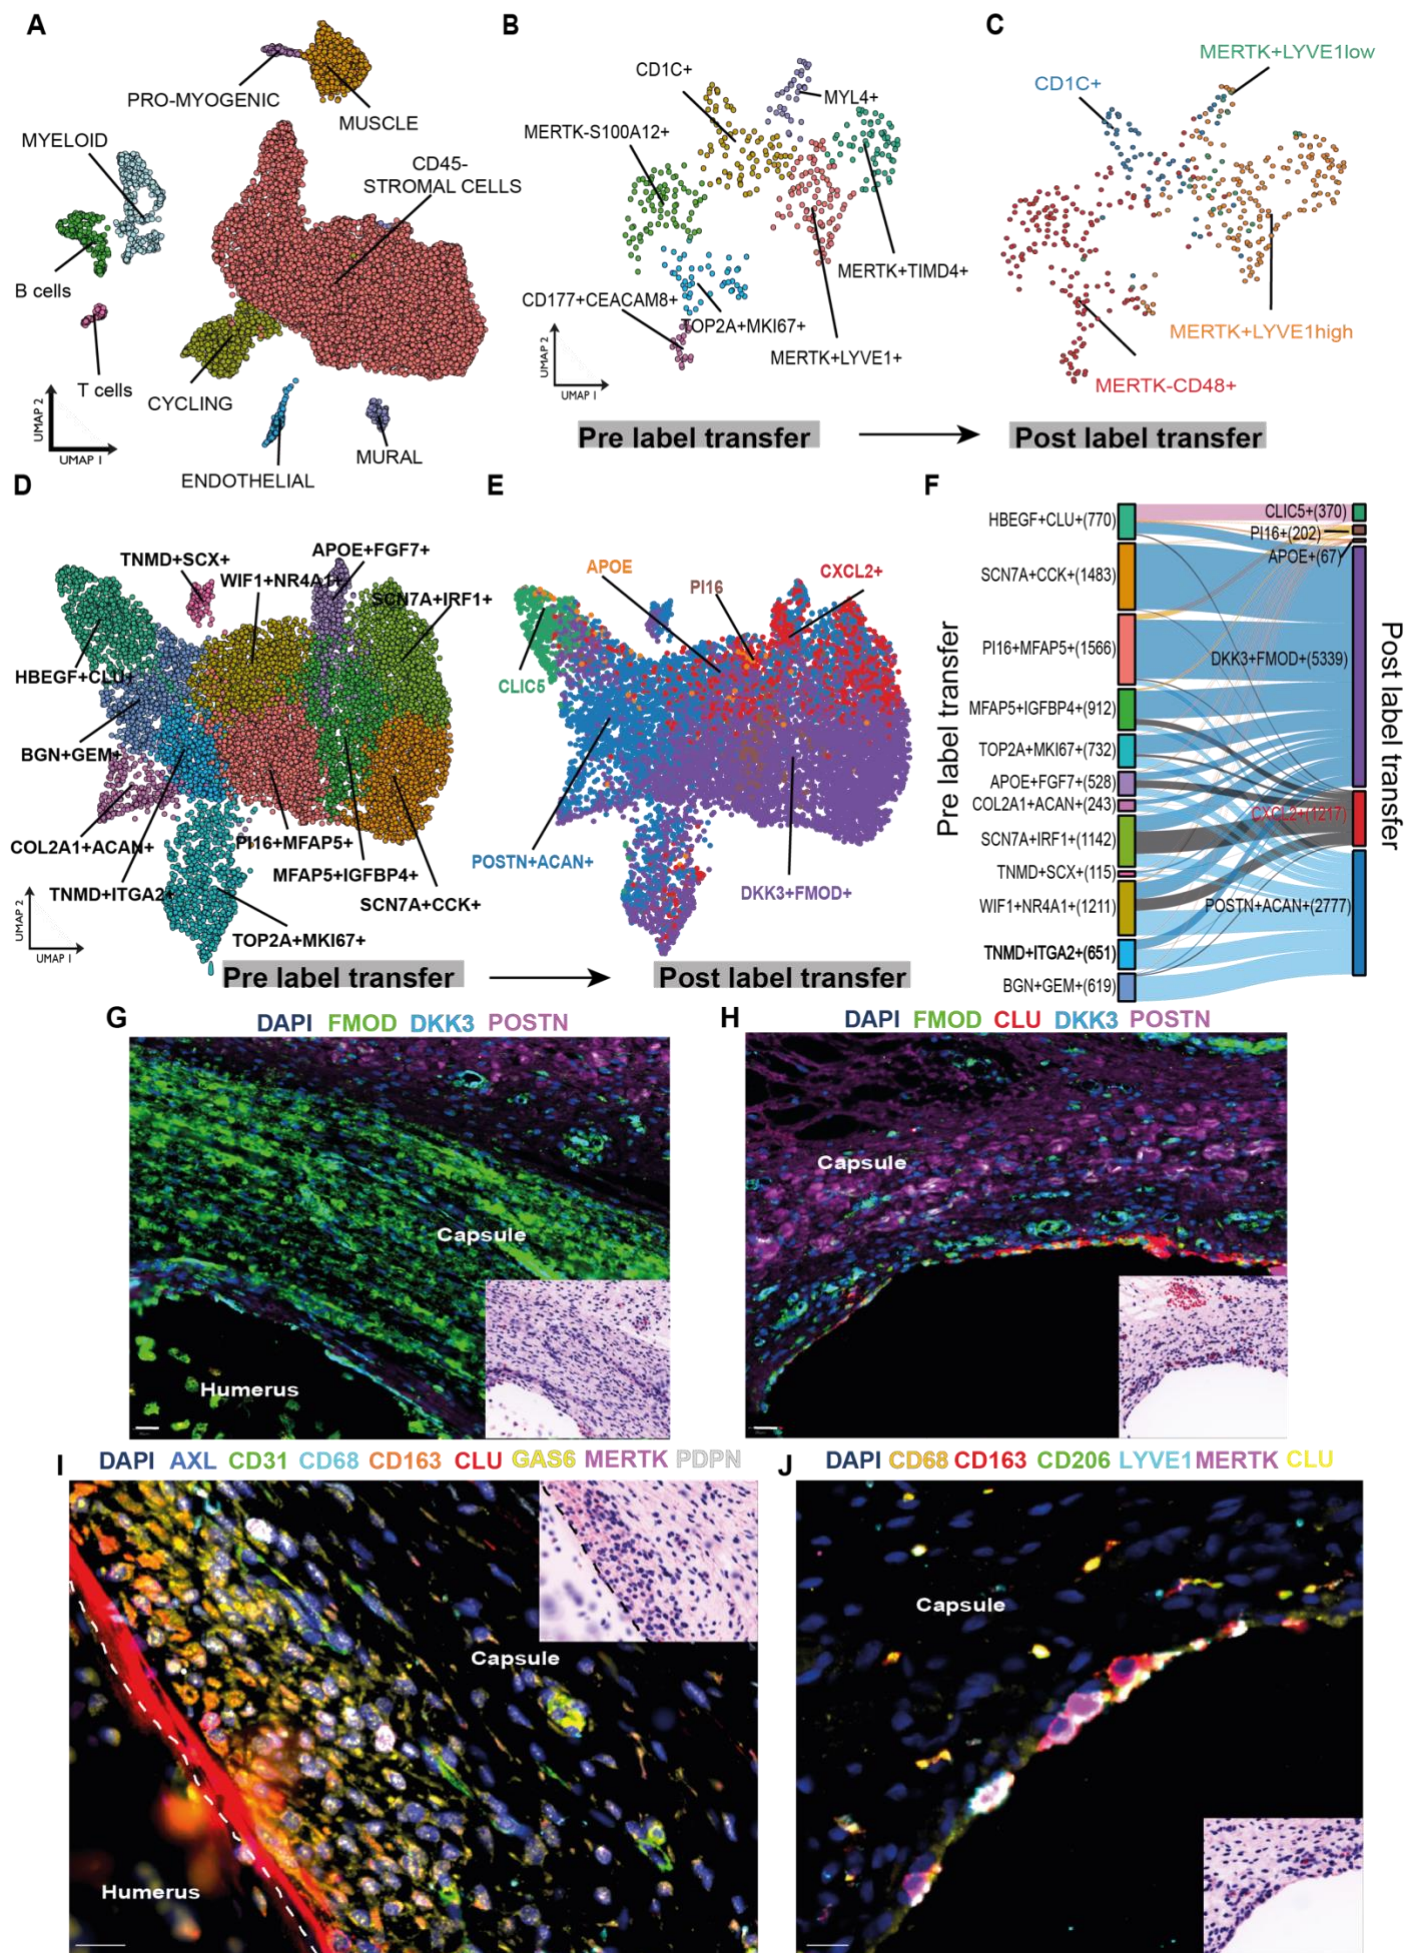 A
PRO-MYOGENIC
MUSCLE
MYELOID
CD45-
STROMAL CELLS
B cells
T cells
CYCLING
ENDOTHELIAL
MURAL
UMAP 2
UMAP 1
B
CD1C+
MYL4+
MERTK-S100A12+
MERTK+TIMD4+
CD177+CEACAM8+
TOP2A+MKI67+
MERTK+LYVE1+
UMAP 2
UMAP 1
Pre label transfer
C
MERTK+LYVE1low
CD1C+
MERTK+LYVE1high
MERTK-CD48+
Post label transfer
D
TNMD+SCX+
APOE+FGF7+
WIF1+NR4A1+
SCN7A+IRF1+
HBEGF+CLU+
BGN+GEM+
COL2A1+ACAN+
PI16+MFAP5+
MFAP5+IGFBP4+
TNMD+ITGA2+
SCN7A+CCK+
TOP2A+MKI67+
UMAP 2
UMAP 1
Pre label transfer
E
APOE
PI16
CXCL2+
CLIC5
POSTN+ACAN+
DKK3+FMOD+
Post label transfer
F
Pre label transfer
HBEGF+CLU+(770)
SCN7A+CCK+(1483)
PI16+MFAP5+(1566)
MFAP5+IGFBP4+(912)
TOP2A+MKI67+(732)
APOE+FGF7+(528)
COL2A1+ACAN+(243)
SCN7A+IRF1+(1142)
TNMD+SCX+(115)
WIF1+NR4A1+(1211)
TNMD+ITGA2+(651)
BGN+GEM+(619)
CLIC5+(370)
PI16+(202)
APOE+(67)
DKK3+FMOD+(5339)
CXCL2+(1217)
POSTN+ACAN+(2777)
Post label transfer
G
DAPI FMOD DKK3 POSTN
Capsule
Humerus
H
DAPI FMOD CLU DKK3 POSTN
Capsule
I
DAPI AXL CD31 CD68 CD163 CLU GAS6 MERTK PDPN
Capsule
Humerus
J
DAPI CD68 CD163 CD206 LYVE1 MERTK CLU
Capsule